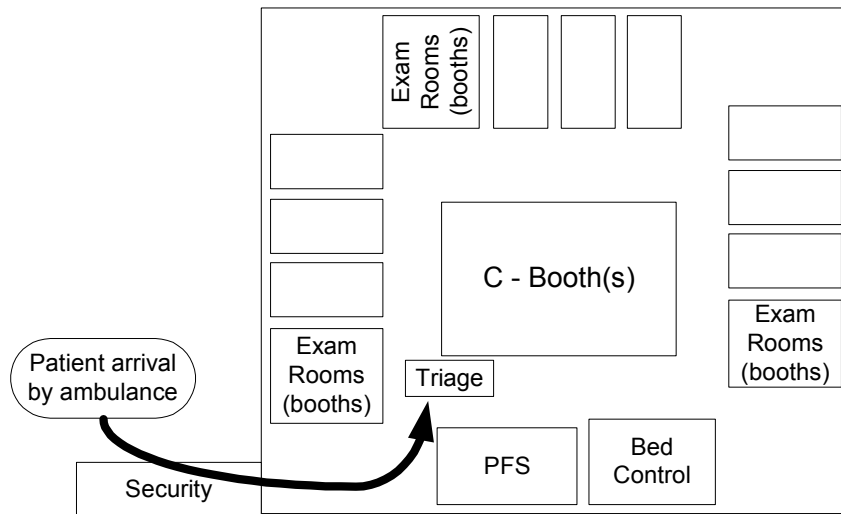 Exam
Rooms
(booths)
C - Booth(s)
Exam
Rooms
(booths)
Exam
Rooms
(booths)
Patient arrival
by ambulance
Triage
PFS
Bed
Control
Security